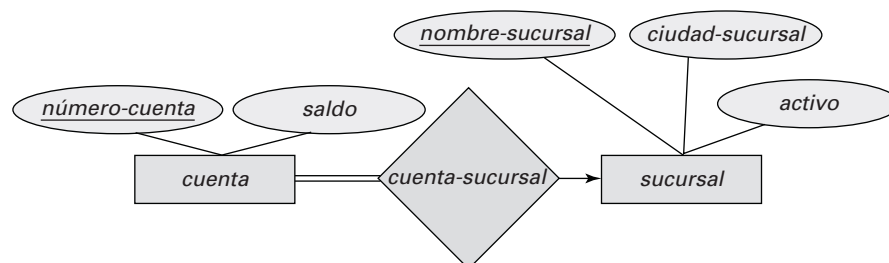 nombre-sucursal
ciudad-sucursal
número-cuenta
saldo
activo
cuenta
cuenta-sucursal
sucursal